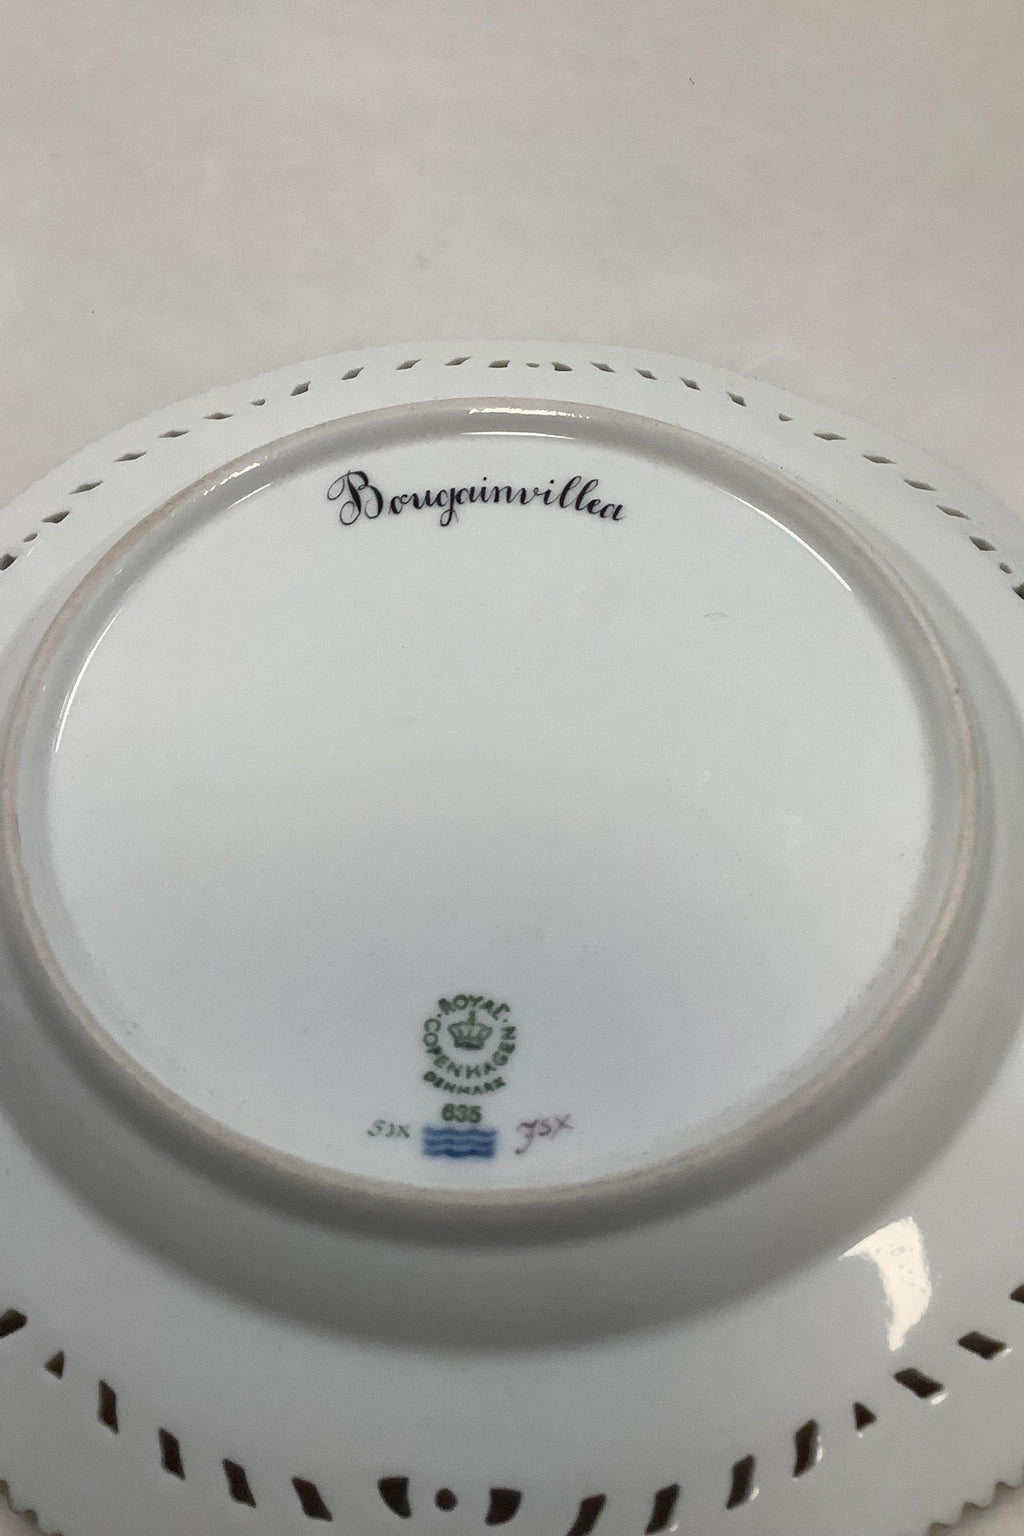 Bougainvillea
ROYAL
COPENHAGEN
DENMARK
635